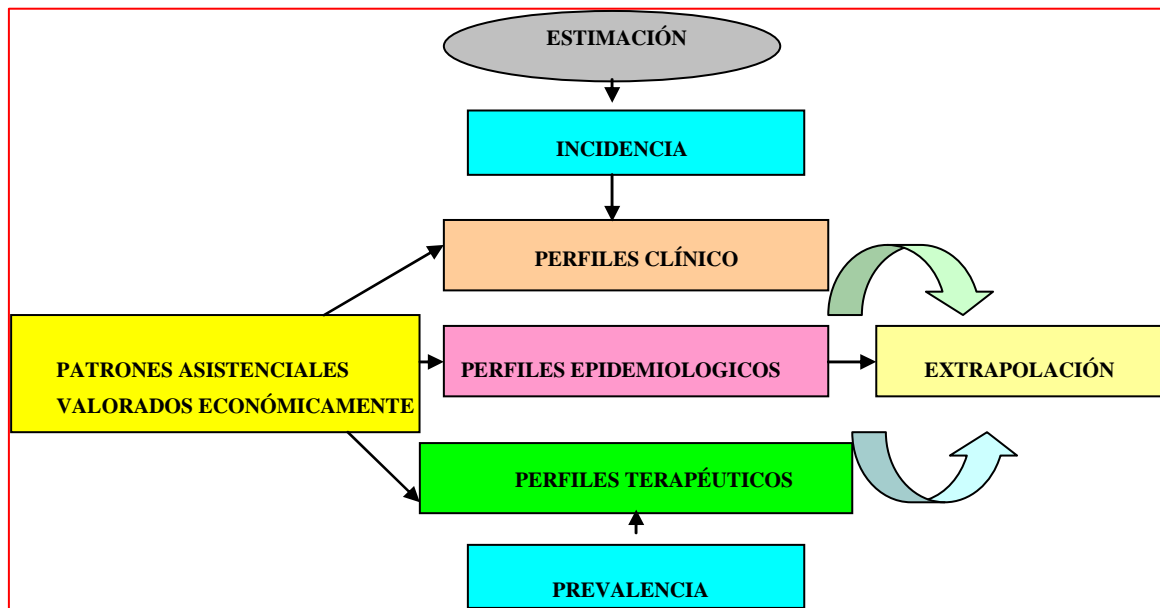 ESTIMACIÓN
INCIDENCIA
PERFILES CLÍNICO
PATRONES ASISTENCIALES
VALORADOS ECONÓMICAMENTE
PERFILES EPIDEMIOLOGICOS
EXTRAPOLACIÓN
PERFILES TERAPÉUTICOS
PREVALENCIA